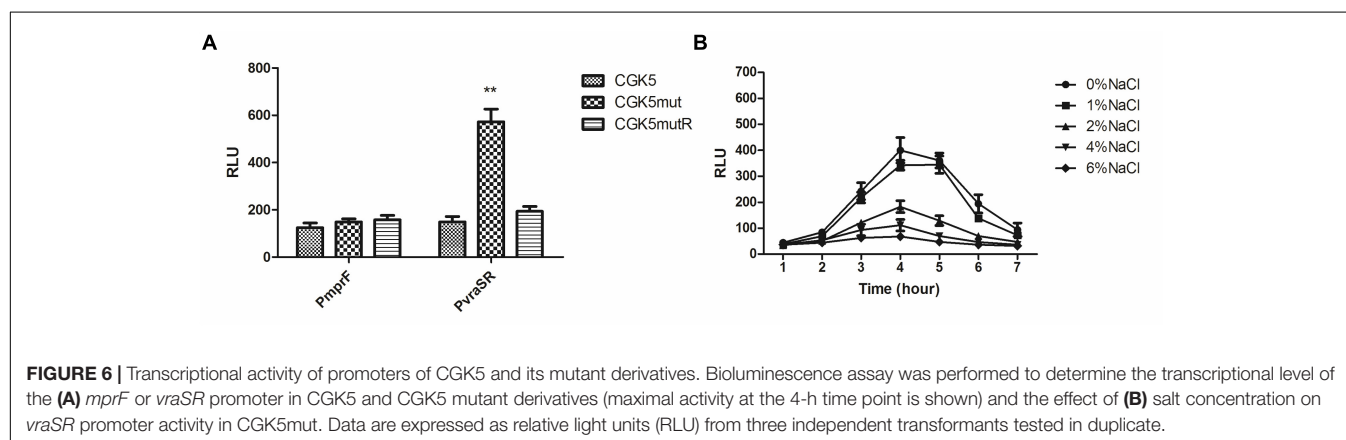 A
RLU
800
600
400
200
0
**
PmprF
PvraSR
CGK5
CGK5mut
CGK5mutR
B
RLU
700
600
500
400
300
200
100
0
1 2 3 4 5 6 7
Time (hour)
0%NaCl
1%NaCl
2%NaCl
4%NaCl
6%NaCl
FIGURE 6 | Transcriptional activity of promoters of CGK5 and its mutant derivatives. Bioluminescence assay was performed to determine the transcriptional level of
the (A) mprF or vraSR promoter in CGK5 and CGK5 mutant derivatives (maximal activity at the 4-h time point is shown) and the effect of (B) salt concentration on
vraSR promoter activity in CGK5mut. Data are expressed as relative light units (RLU) from three independent transformants tested in duplicate.